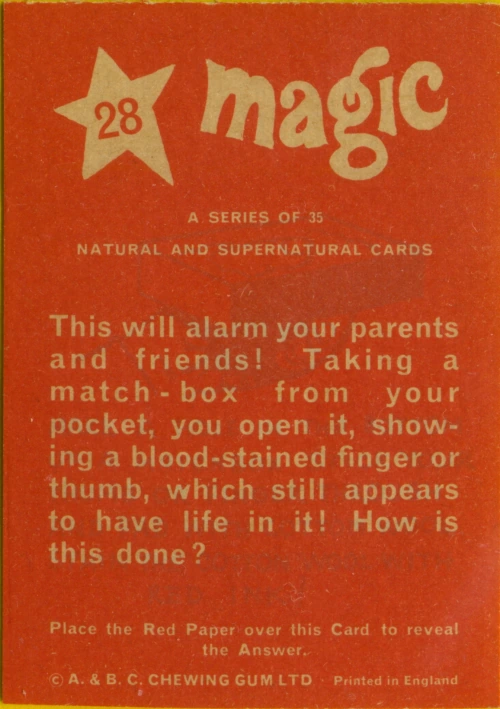 28
magic
A SERIES OF 35
NATURAL AND SUPERNATURAL CARDS
This will alarm your parents
and friends! Taking a
match-box from your
pocket, you open it, show-
ing a blood-stained finger or
thumb, which still appears
to have life in it! How is
this done?
Place the Red Paper over this Card to reveal
the Answer.
© A. & B. C. CHEWING GUM LTD Printed in England